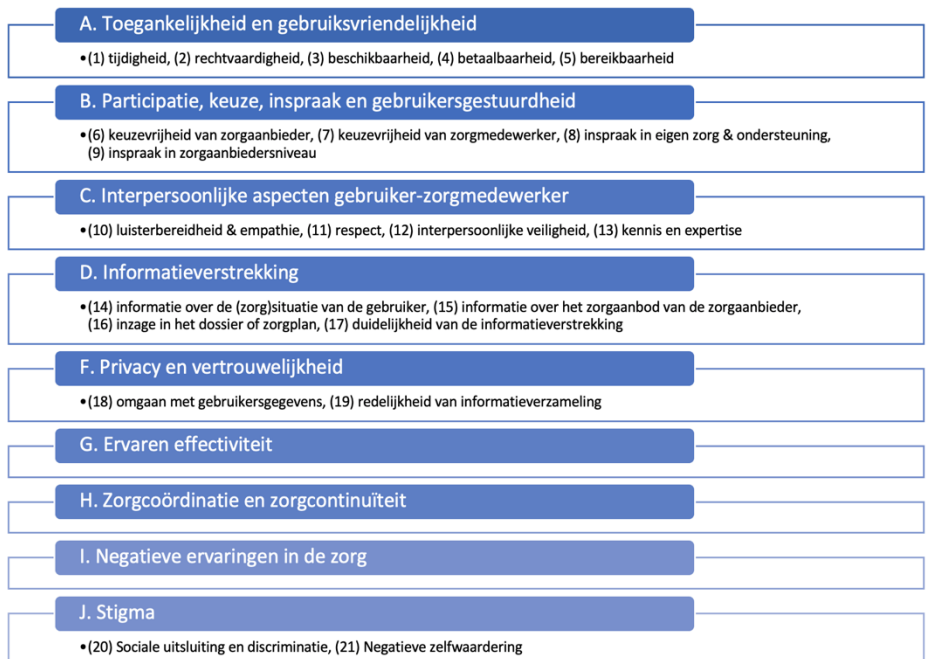 A. Toegankelijkheid en gebruiksvriendelijkheid
•(1) tijdigheid, (2) rechtvaardigheid, (3) beschikbaarheid, (4) betaalbaarheid, (5) bereikbaarheid
B. Participatie, keuze, inspraak en gebruikersgestuurdheid
•(6) keuzevrijheid van zorgaanbieder, (7) keuzevrijheid van zorgmedewerker, (8) inspraak in eigen zorg & ondersteuning,
(9) inspraak in zorgaanbiedersniveau
C. Interpersoonlijke aspecten gebruiker-zorgmedewerker
•(10) luisterbereidheid & empathie, (11) respect, (12) interpersoonlijke veiligheid, (13) kennis en expertise
D. Informatieverstrekking
•(14) informatie over de (zorg)situatie van de gebruiker, (15) informatie over het zorgaanbod van de zorgaanbieder,
(16) inzage in het dossier of zorgplan, (17) duidelijkheid van de informatieverstrekking
F. Privacy en vertrouwelijkheid
•(18) omgaan met gebruikersgegevens, (19) redelijkheid van informatieverzameling
G. Ervaren effectiviteit
H. Zorgcoördinatie en zorgcontinuïteit
I. Negatieve ervaringen in de zorg
J. Stigma
•(20) Sociale uitsluiting en discriminatie, (21) Negatieve zelfwaardering